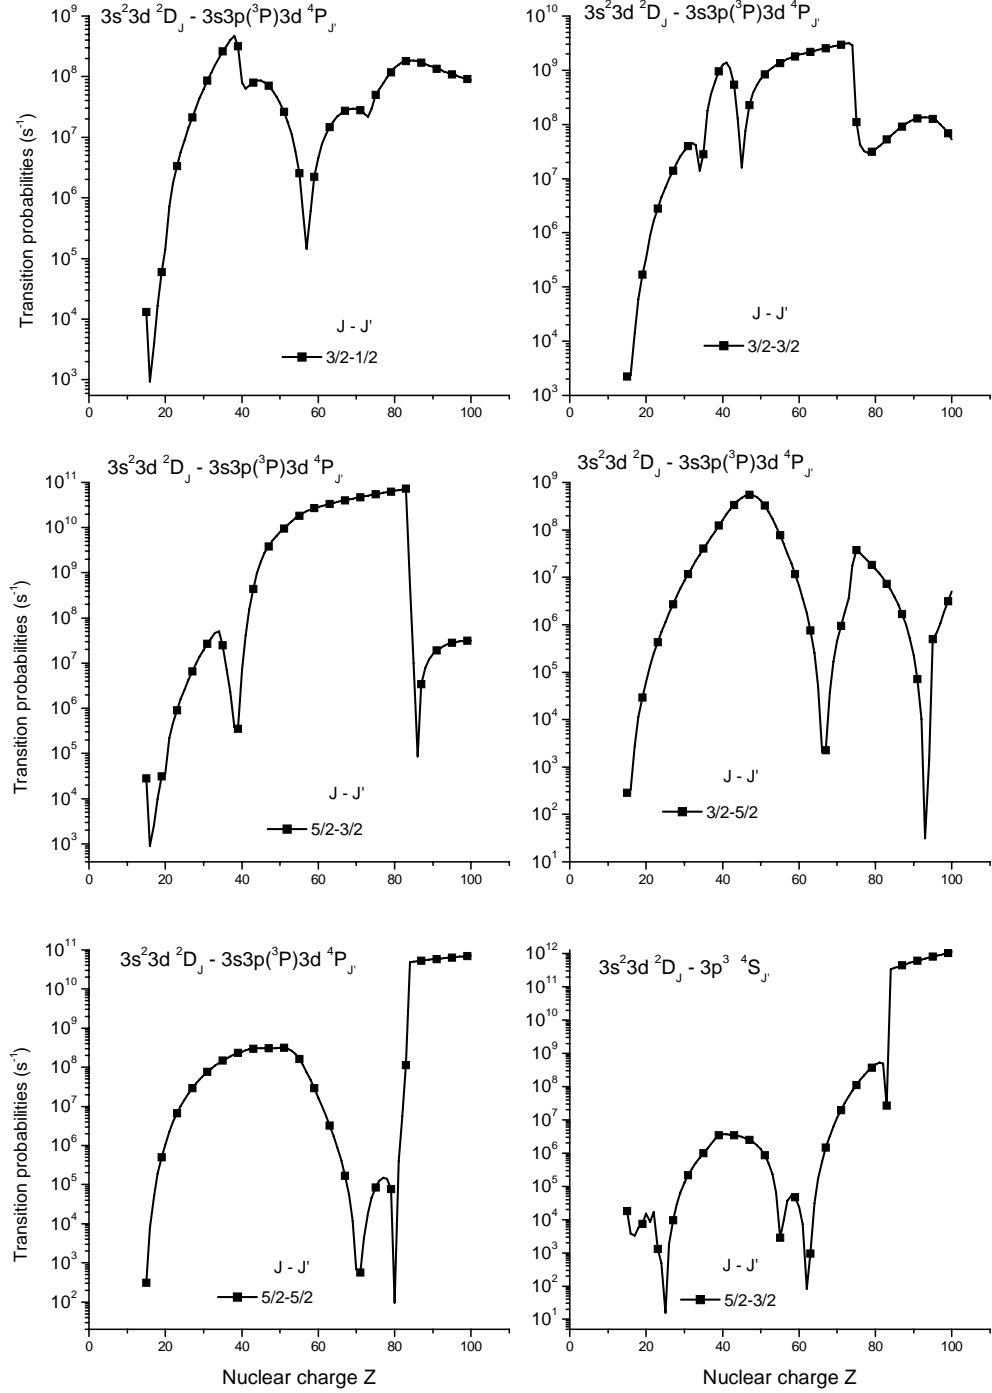 3s²3d ²D_J - 3s3p(³P)3d ⁴P_J'
Transition probabilities (s⁻¹)
10⁹
10⁸
10⁷
10⁶
10⁵
10⁴
10³
J - J'
3/2-1/2
0 20 40 60 80 100
3s²3d ²D_J - 3s3p(³P)3d ⁴P_J'
10¹⁰
10⁹
10⁸
10⁷
10⁶
10⁵
10⁴
10³
J - J'
3/2-3/2
0 20 40 60 80 100
3s²3d ²D_J - 3s3p(³P)3d ⁴P_J'
Transition probabilities (s⁻¹)
10¹¹
10¹⁰
10⁹
10⁸
10⁷
10⁶
10⁵
10⁴
10³
J - J'
5/2-3/2
0 20 40 60 80 100
3s²3d ²D_J - 3s3p(³P)3d ⁴P_J'
10⁹
10⁸
10⁷
10⁶
10⁵
10⁴
10³
10²
10¹
J - J'
3/2-5/2
0 20 40 60 80 100
3s²3d ²D_J - 3s3p(³P)3d ⁴P_J'
Transition probabilities (s⁻¹)
10¹¹
10¹⁰
10⁹
10⁸
10⁷
10⁶
10⁵
10⁴
10³
10²
J - J'
5/2-5/2
0 20 40 60 80 100
Nuclear charge Z
3s²3d ²D_J - 3p³ ⁴S_J'
10¹²
10¹¹
10¹⁰
10⁹
10⁸
10⁷
10⁶
10⁵
10⁴
10³
10²
10¹
J - J'
5/2-3/2
0 20 40 60 80 100
Nuclear charge Z